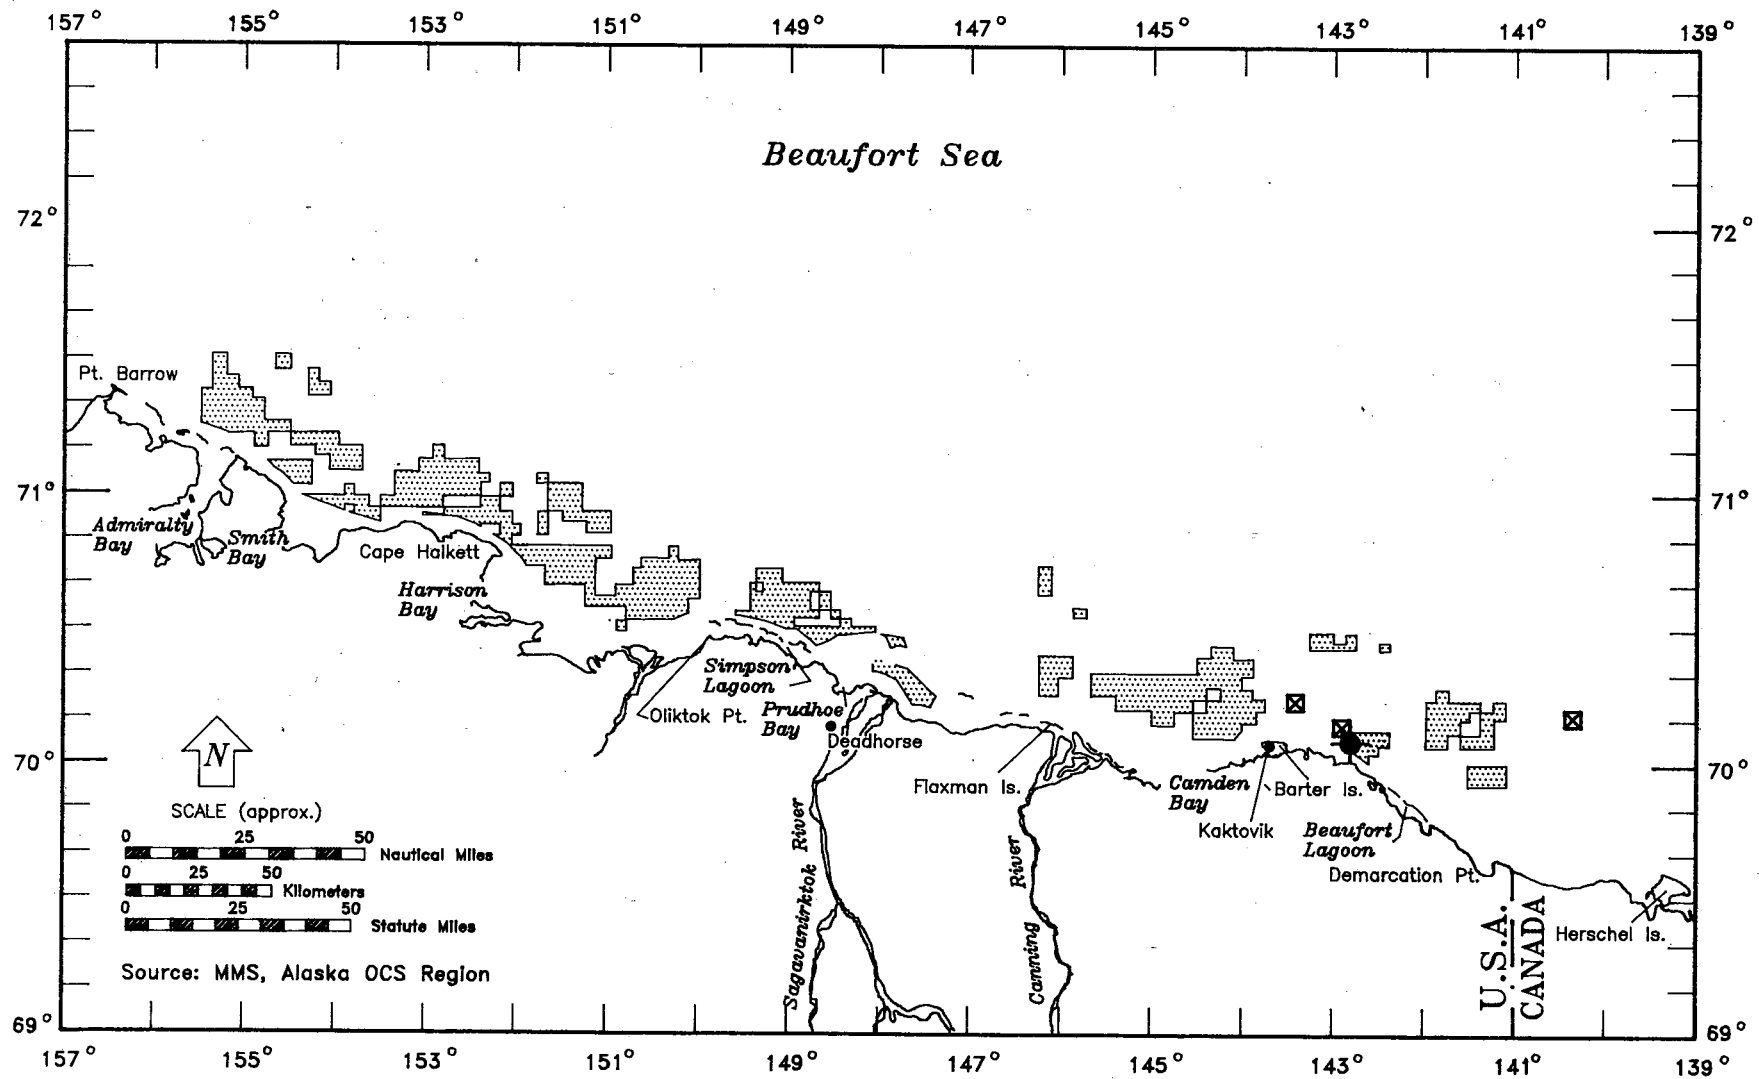 157° 155° 153° 151° 149° 147° 145° 143° 141° 139°
Beaufort Sea
72° 72°
Pt. Barrow
71° 71°
Admiralty
Bay
Smith
Bay
Cape Halkett
Harrison
Bay
Simpson
Lagoon
Oliktok Pt.
Prudhoe
Bay
Deadhorse
N
70° 70°
Flaxman Is.
Camden
Bay
Barter Is.
Kaktovik
Beaufort
Lagoon
Demarcation Pt.
Herschel Is.
Sagavanirktok River
Canning River
U.S.A.
CANADA
SCALE (approx.)
0 25 50
Nautical Miles
0 25 50
Kilometers
0 25 50
Statute Miles
Source: MMS, Alaska OCS Region
69° 69°
157° 155° 153° 151° 149° 147° 145° 143° 141° 139°